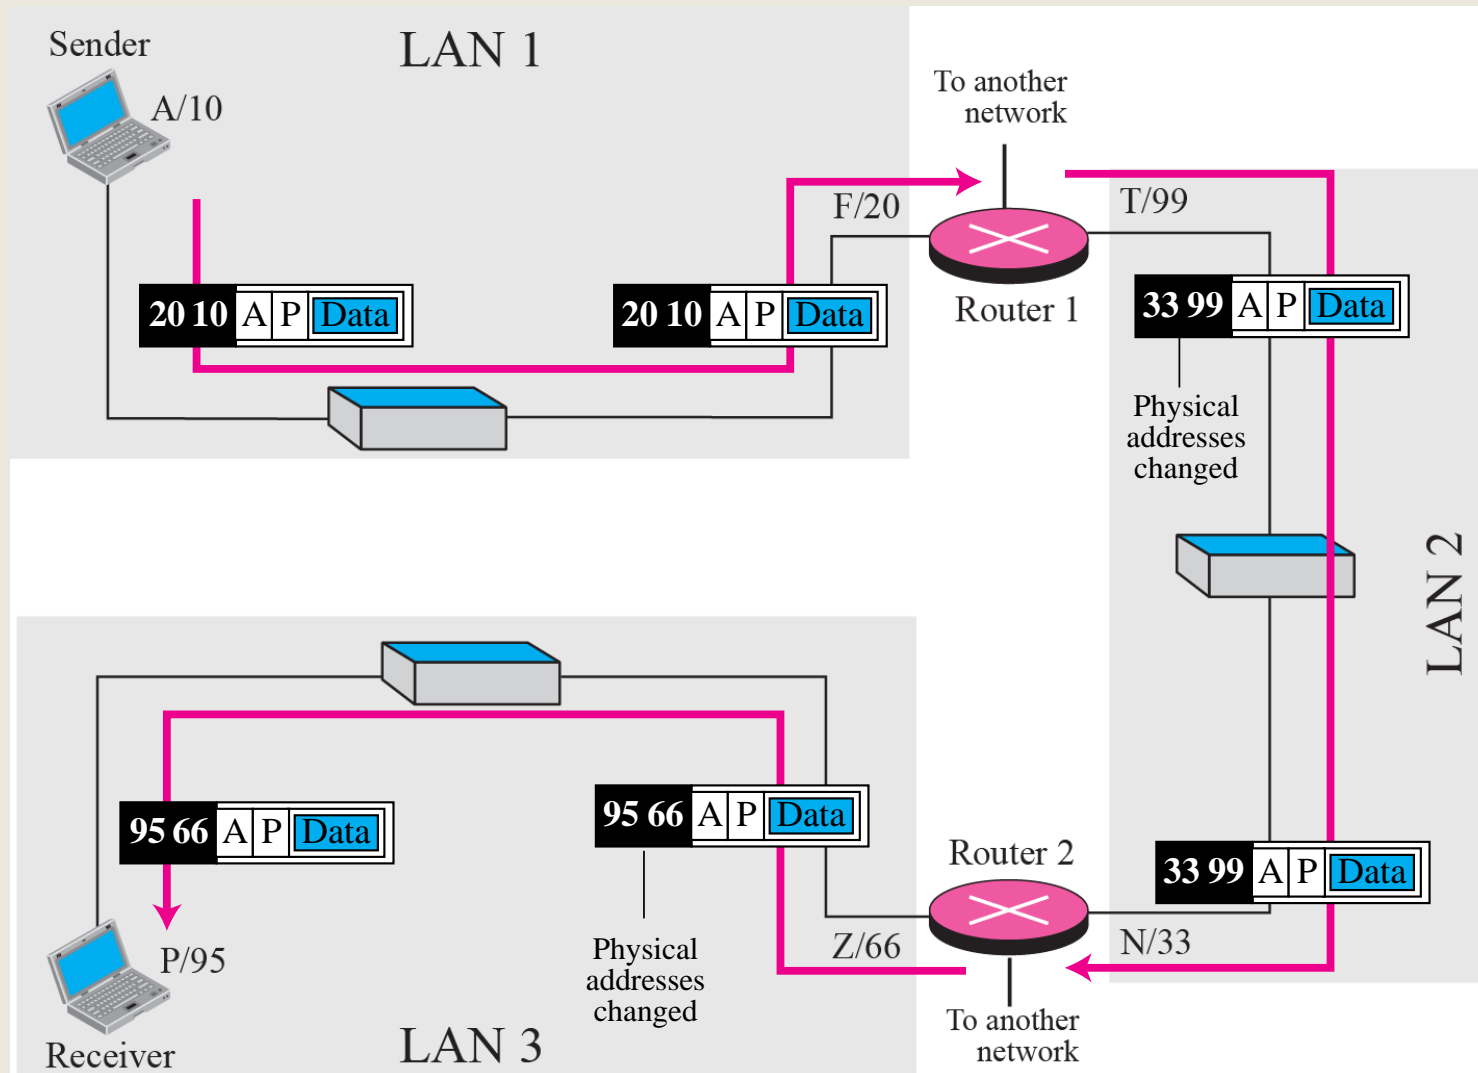 Sender
LAN 1
A/10
To another
network
F/20
T/99
20 10 A P Data
20 10 A P Data
Router 1
33 99 A P Data
Physical
addresses
changed
LAN 2
95 66 A P Data
95 66 A P Data
Router 2
33 99 A P Data
P/95
Physical
addresses
changed
Z/66
N/33
To another
network
Receiver
LAN 3